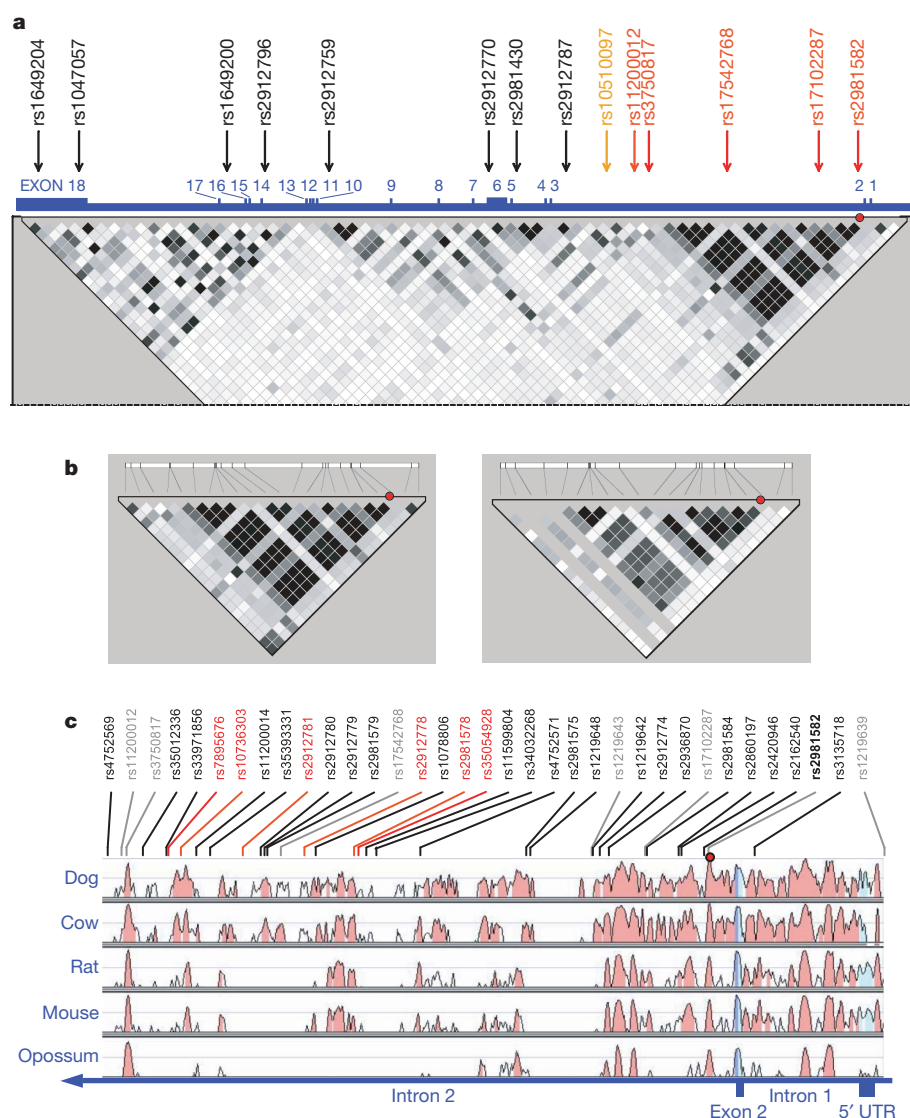 a
rs1649204
rs1047057
rs1649200
rs2912796
rs2912759
rs2912770
rs2981430
rs2912787
rs10510097
rs11200012
rs3750817
rs17542768
rs17102287
rs2981582
EXON 18
17
16
15
14
13
12
11
10
9
8
7
6
5
4
3
2
1
b
c
rs4752569
rs11200012
rs3750817
rs35012336
rs33971856
rs7895676
rs10736303
rs11200014
rs35393331
rs2912781
rs2912780
rs2912779
rs2981579
rs17542768
rs2912778
rs1078806
rs2981578
rs35054928
rs11599804
rs34032268
rs4752571
rs2981575
rs1219648
rs1219643
rs1219642
rs2912774
rs2936870
rs17102287
rs2981584
rs2860197
rs2420946
rs2162540
rs2981582
rs3135718
rs1219639
Dog
Cow
Rat
Mouse
Opossum
Intron 2
Exon 2
Intron 1
5′ UTR